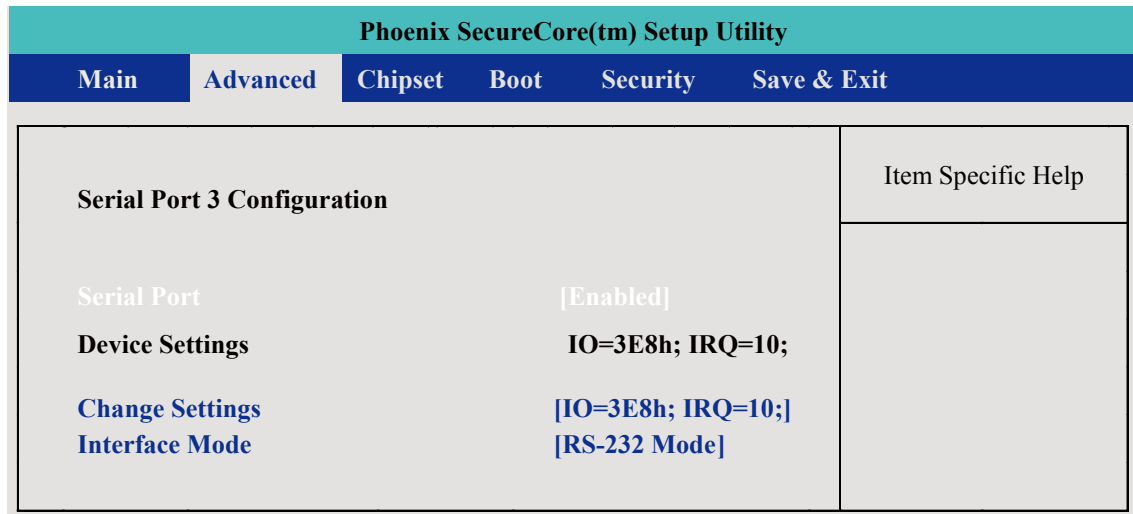 Phoenix SecureCore(tm) Setup Utility
Main Advanced Chipset Boot Security Save & Exit
Serial Port 3 Configuration
Item Specific Help
Serial Port [Enabled]
Device Settings IO=3E8h; IRQ=10;
Change Settings [IO=3E8h; IRQ=10;]
Interface Mode [RS-232 Mode]